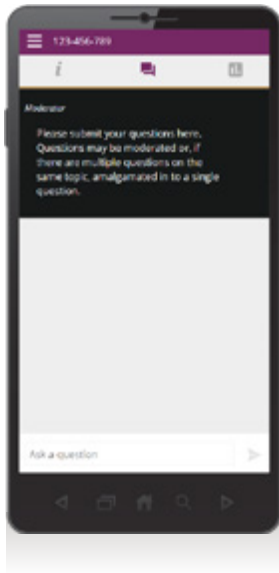 123-456-789
i
Moderator
Please submit your questions here.
Questions may be moderated or, if
there are multiple questions on the
same topic, amalgamated in to a single
question.
Ask a question